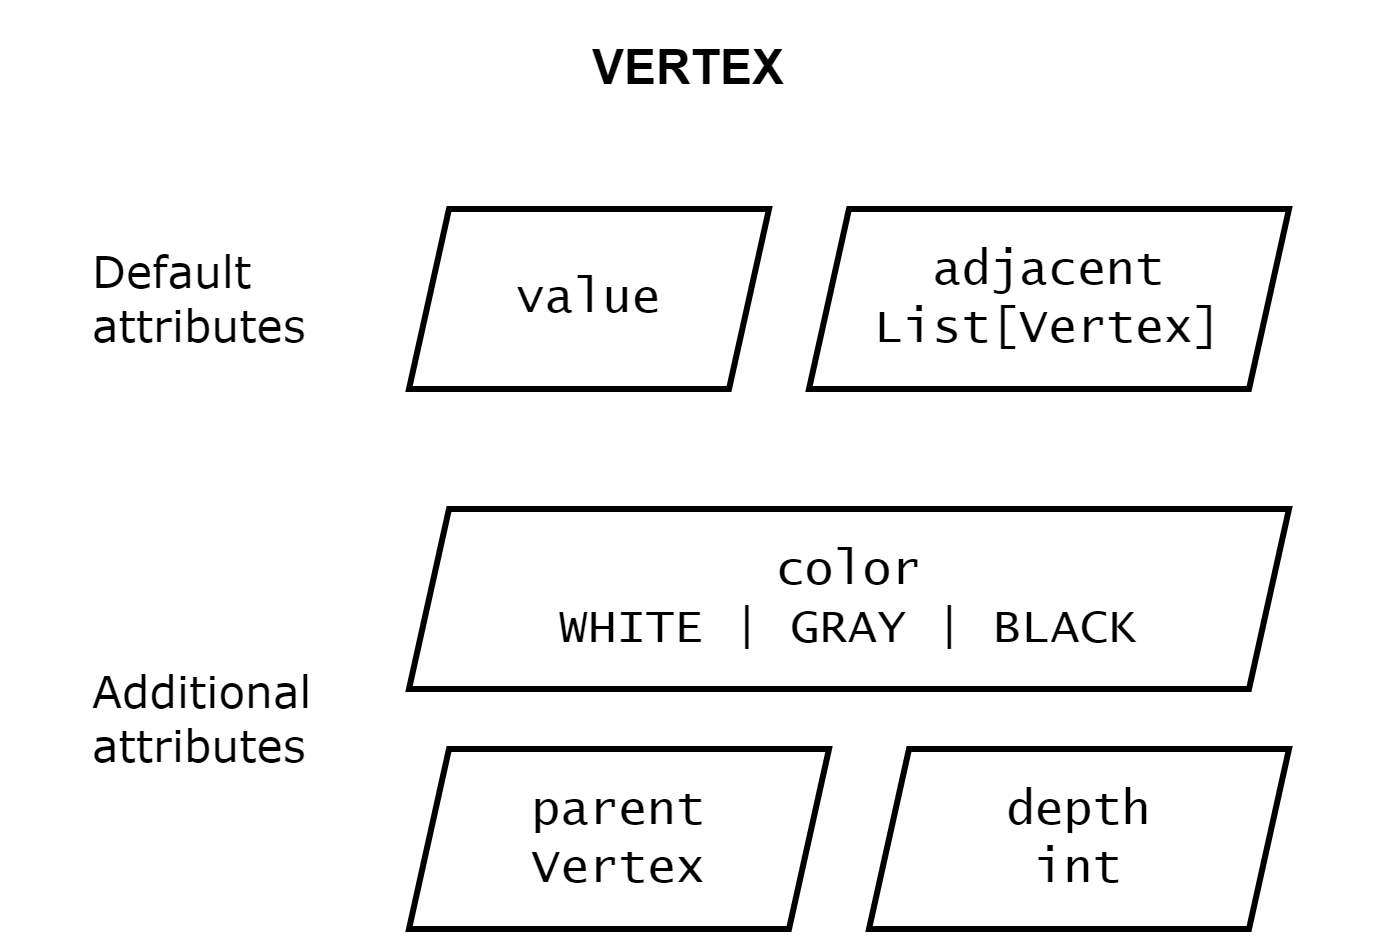 VERTEX
Default
attributes
value
adjacent
List[Vertex]
Additional
attributes
color
WHITE | GRAY | BLACK
parent
Vertex
depth
int